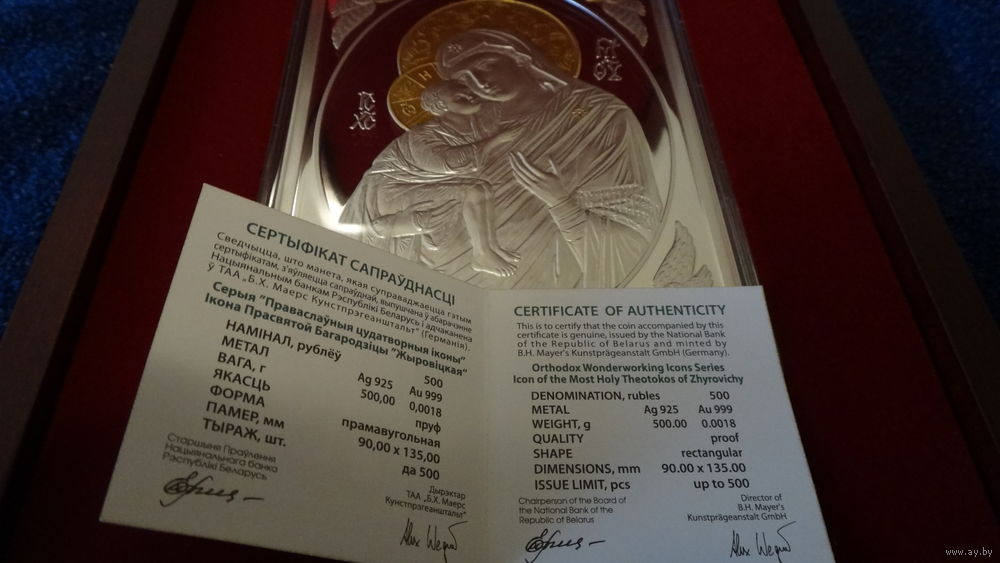 IC
XC
СЕРТЫФІКАТ САПРАЎДНАСЦІ
Сведчыцца, што манета, якая суправаджаецца гэтым
сертыфікатам, з'яўляецца сапраўднай, выпушчана ў абарачэнне
Нацыянальным банкам Рэспублікі Беларусь і адчаканена
ў ТАА „Б.Х. Маерс Кунстпрэгеанштальт" (Германія).
Серыя "Праваслаўныя цудатворныя іконы"
Ікона Прасвятой Багародзіцы "Жыровіцкая"
НАМІНАЛ, рублёў 500
МЕТАЛ Ag 925 Au 999
ВАГА, г 500,00 0,0018
ЯКАСЦЬ пруф
ФОРМА прамавугольная
ПАМЕР, мм 90,00 x 135,00
ТЫРАЖ, шт. да 500
Старшыня Праўлення
Нацыянальнага банка
Рэспублікі Беларусь
Дырэктар
ТАА „Б.Х. Маерс
Кунстпрэгеанштальт"
CERTIFICATE OF AUTHENTICITY
This is to certify that the coin accompanied by this
certificate is genuine, issued by the National Bank
of the Republic of Belarus and minted by
B.H. Mayer's Kunstprägeanstalt GmbH (Germany).
Orthodox Wonderworking Icons Series
Icon of the Most Holy Theotokos of Zhyrovichy
DENOMINATION, rubles 500
METAL Ag 925 Au 999
WEIGHT, g 500.00 0.0018
QUALITY proof
SHAPE rectangular
DIMENSIONS, mm 90.00 x 135.00
ISSUE LIMIT, pcs up to 500
Chairperson of the Board of
the National Bank of the
Republic of Belarus
Director of
B.H. Mayer's
Kunstprägeanstalt GmbH
www.ay.by